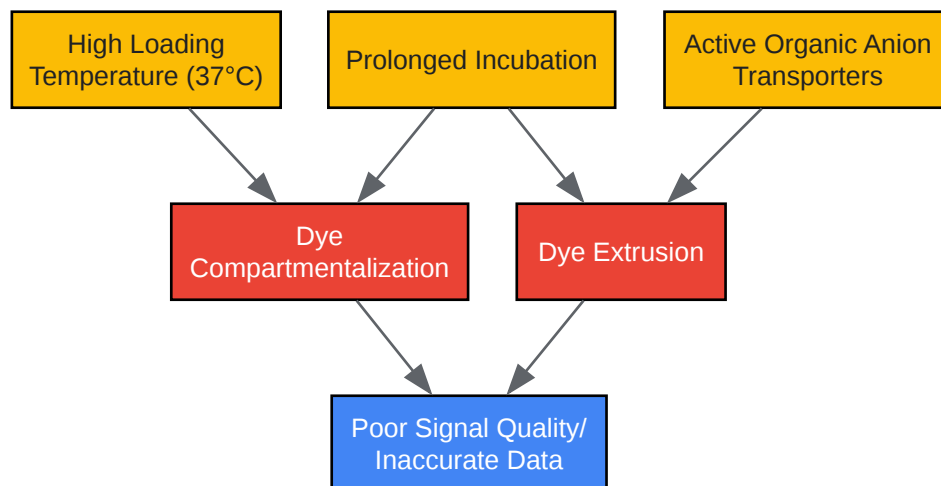 High Loading
Temperature (37°C)
Prolonged Incubation
Active Organic Anion
Transporters
Dye
Compartmentalization
Dye Extrusion
Poor Signal Quality/
Inaccurate Data